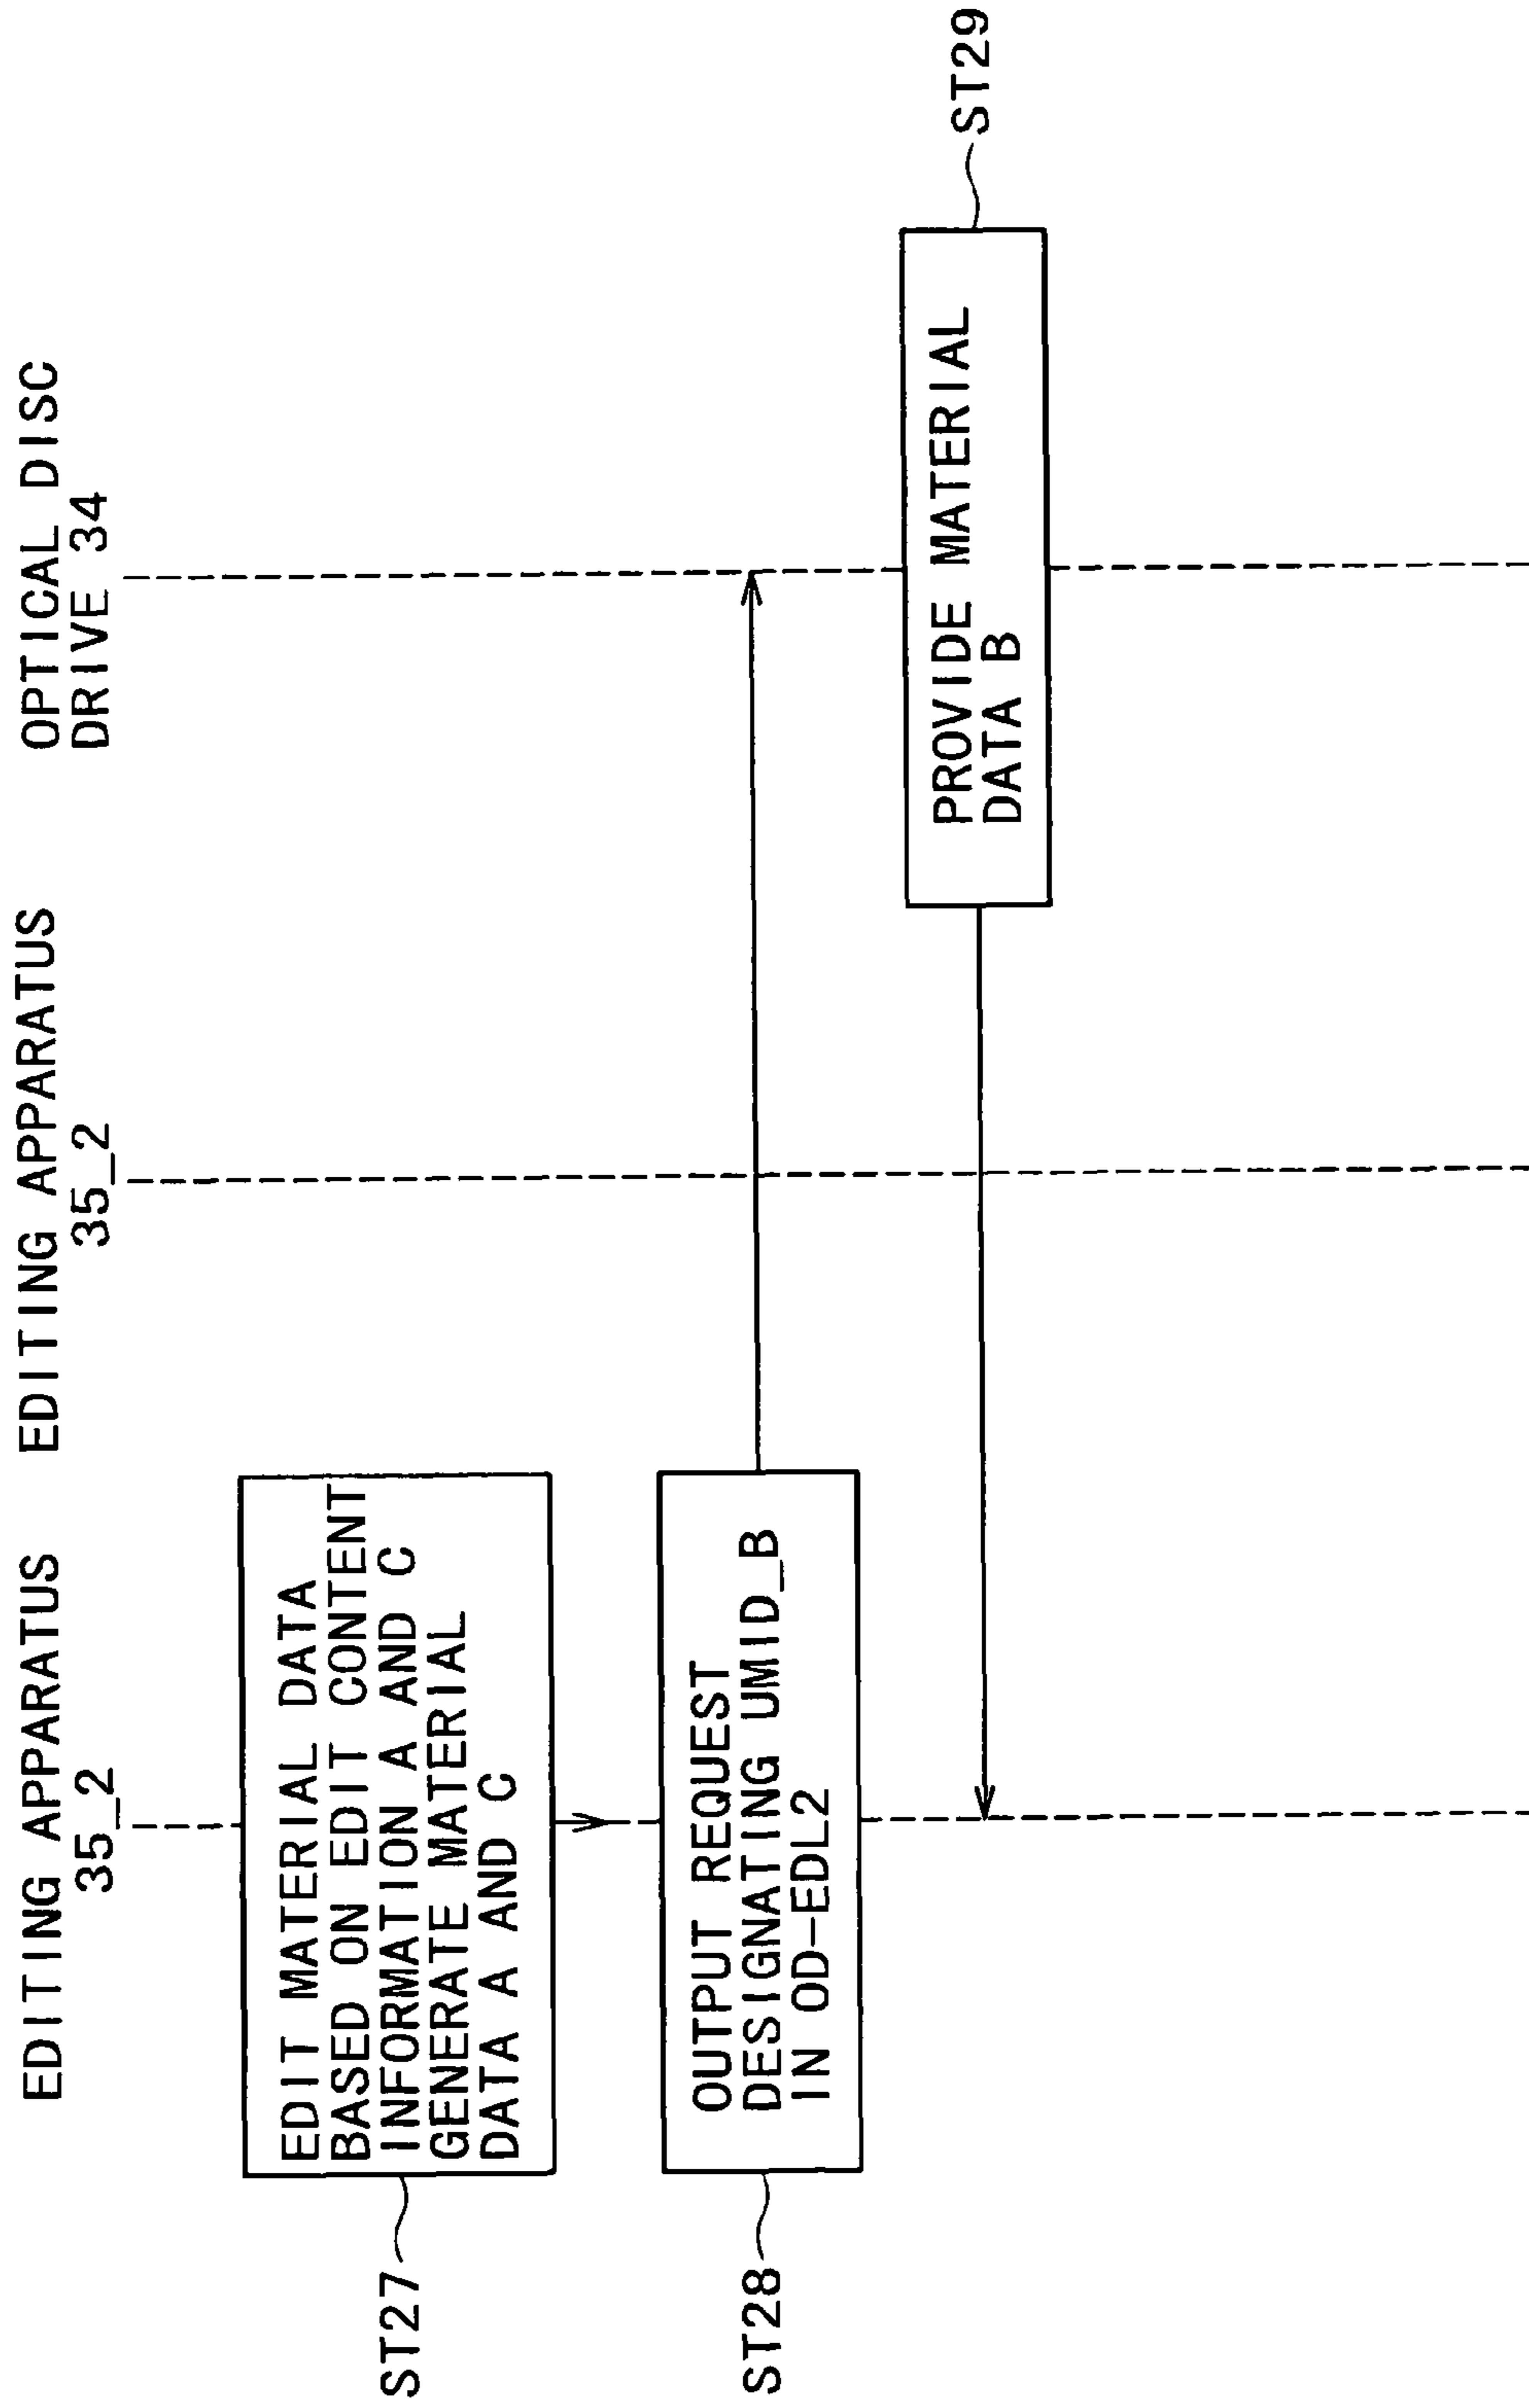 EDITING APPARATUS
35_2
EDITING APPARATUS
35_2
OPTICAL DISC
DRIVE 34
ST27
EDIT MATERIAL DATA
BASED ON EDIT CONTENT
INFORMATION A AND C
GENERATE MATERIAL
DATA A AND C
ST28
OUTPUT REQUEST
DESIGNATING UMID_B
IN OD-EDL2
PROVIDE MATERIAL
DATA B
ST29